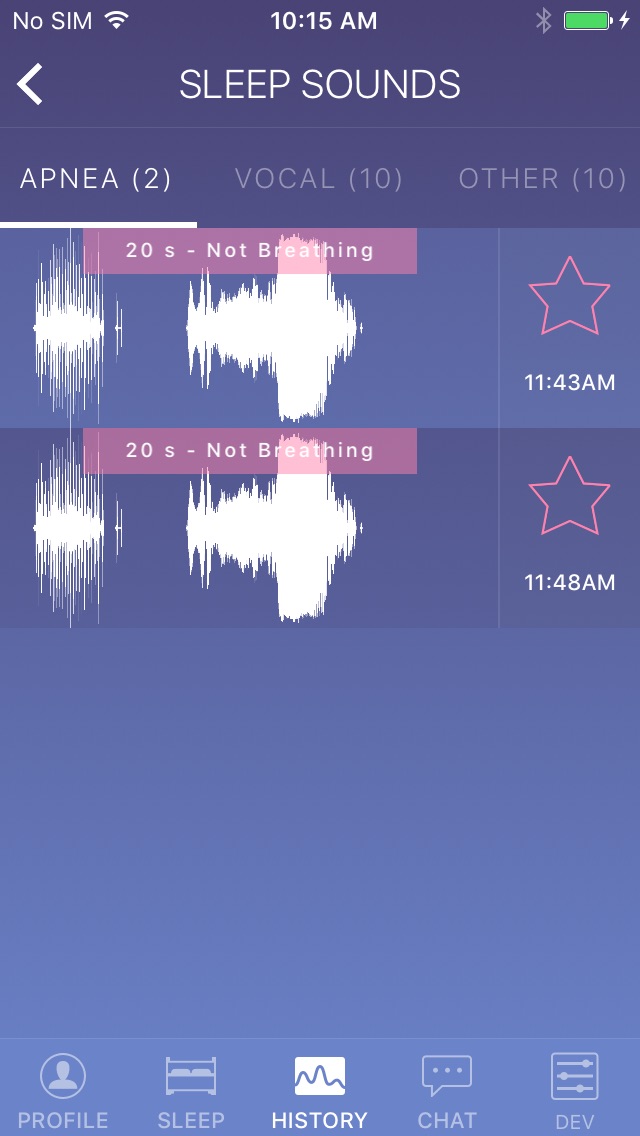 No SIM 10:15 AM
SLEEP SOUNDS
APNEA (2) VOCAL (10) OTHER (10)
20 s - Not Breathing
11:43AM
20 s - Not Breathing
11:48AM
PROFILE SLEEP HISTORY CHAT DEV